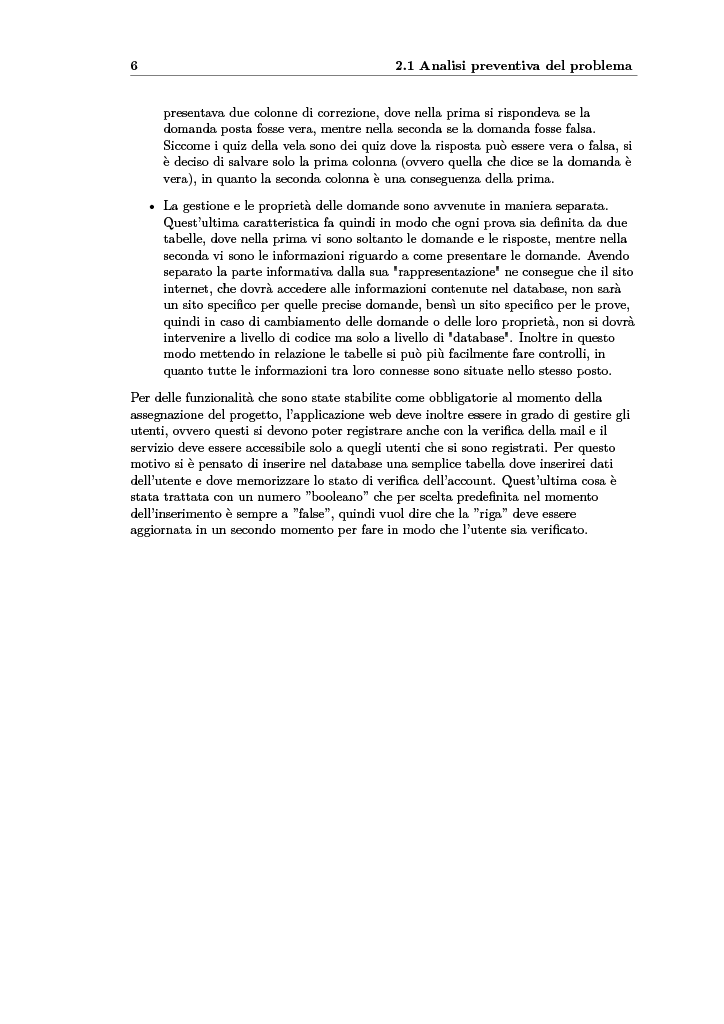 6 2.1 Analisi preventiva del problema
presentava due colonne di correzione, dove nella prima si rispondeva se la
domanda posta fosse vera, mentre nella seconda se la domanda fosse falsa.
Siccome i quiz della vela sono dei quiz dove la risposta può essere vera o falsa, si
è deciso di salvare solo la prima colonna (ovvero quella che dice se la domanda è
vera), in quanto la seconda colonna è una conseguenza della prima.
• La gestione e le proprietà delle domande sono avvenute in maniera separata.
Quest'ultima caratteristica fa quindi in modo che ogni prova sia definita da due
tabelle, dove nella prima vi sono soltanto le domande e le risposte, mentre nella
seconda vi sono le informazioni riguardo a come presentare le domande. Avendo
separato la parte informativa dalla sua "rappresentazione" ne consegue che il sito
internet, che dovrà accedere alle informazioni contenute nel database, non sarà
un sito specifico per quelle precise domande, bensì un sito specifico per le prove,
quindi in caso di cambiamento delle domande o delle loro proprietà, non si dovrà
intervenire a livello di codice ma solo a livello di "database". Inoltre in questo
modo mettendo in relazione le tabelle si può più facilmente fare controlli, in
quanto tutte le informazioni tra loro connesse sono situate nello stesso posto.
Per delle funzionalità che sono state stabilite come obbligatorie al momento della
assegnazione del progetto, l'applicazione web deve inoltre essere in grado di gestire gli
utenti, ovvero questi si devono poter registrare anche con la verifica della mail e il
servizio deve essere accessibile solo a quegli utenti che si sono registrati. Per questo
motivo si è pensato di inserire nel database una semplice tabella dove inserirei dati
dell'utente e dove memorizzare lo stato di verifica dell'account. Quest'ultima cosa è
stata trattata con un numero ”booleano” che per scelta predefinita nel momento
dell'inserimento è sempre a ”false”, quindi vuol dire che la ”riga” deve essere
aggiornata in un secondo momento per fare in modo che l'utente sia verificato.